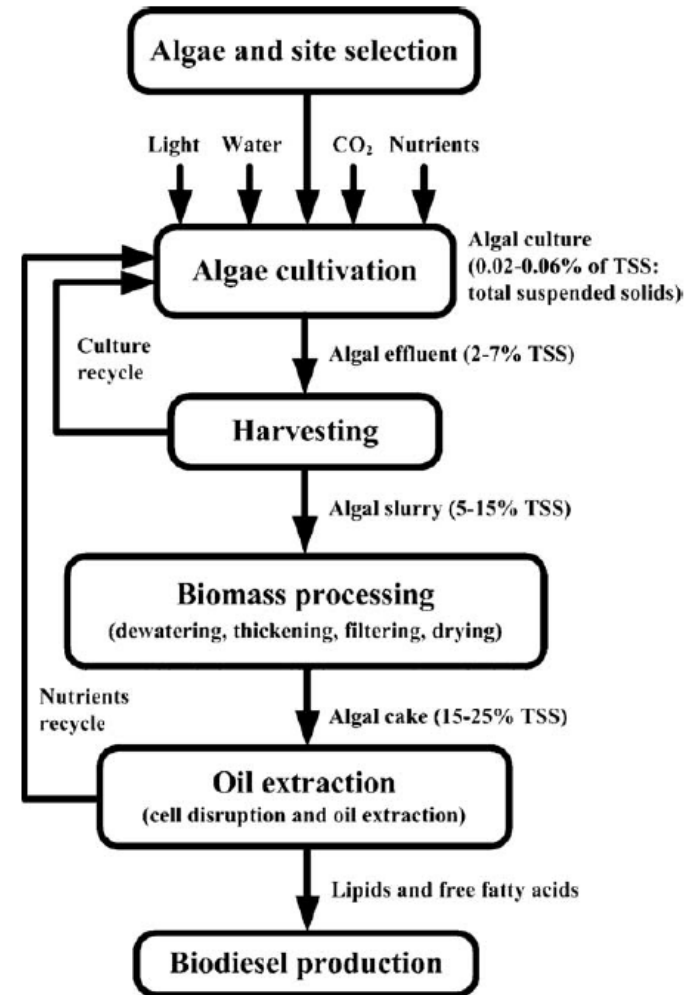 Algae and site selection
Light Water CO₂ Nutrients
Algae cultivation
Algal culture
(0.02-0.06% of TSS:
total suspended solids)
Culture
recycle
Algal effluent (2-7% TSS)
Harvesting
Algal slurry (5-15% TSS)
Biomass processing
(dewatering, thickening, filtering, drying)
Nutrients
recycle
Algal cake (15-25% TSS)
Oil extraction
(cell disruption and oil extraction)
Lipids and free fatty acids
Biodiesel production